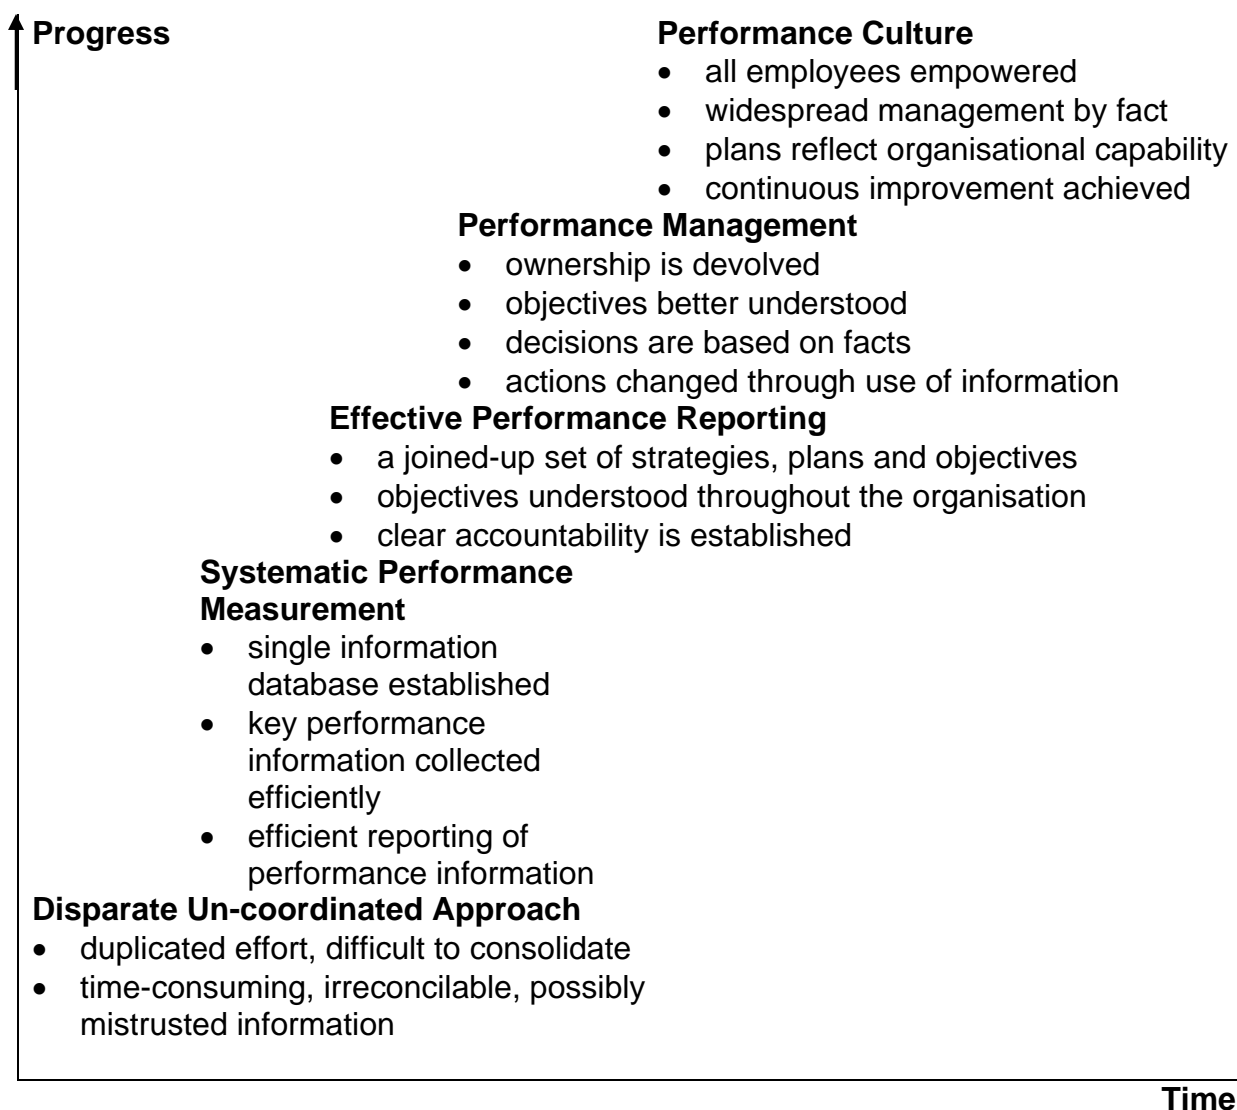 Progress
Performance Culture
• all employees empowered
• widespread management by fact
• plans reflect organisational capability
• continuous improvement achieved
Performance Management
• ownership is devolved
• objectives better understood
• decisions are based on facts
• actions changed through use of information
Effective Performance Reporting
• a joined-up set of strategies, plans and objectives
• objectives understood throughout the organisation
• clear accountability is established
Systematic Performance
Measurement
• single information
database established
• key performance
information collected
efficiently
• efficient reporting of
performance information
Disparate Un-coordinated Approach
• duplicated effort, difficult to consolidate
• time-consuming, irreconcilable, possibly
mistrusted information
Time